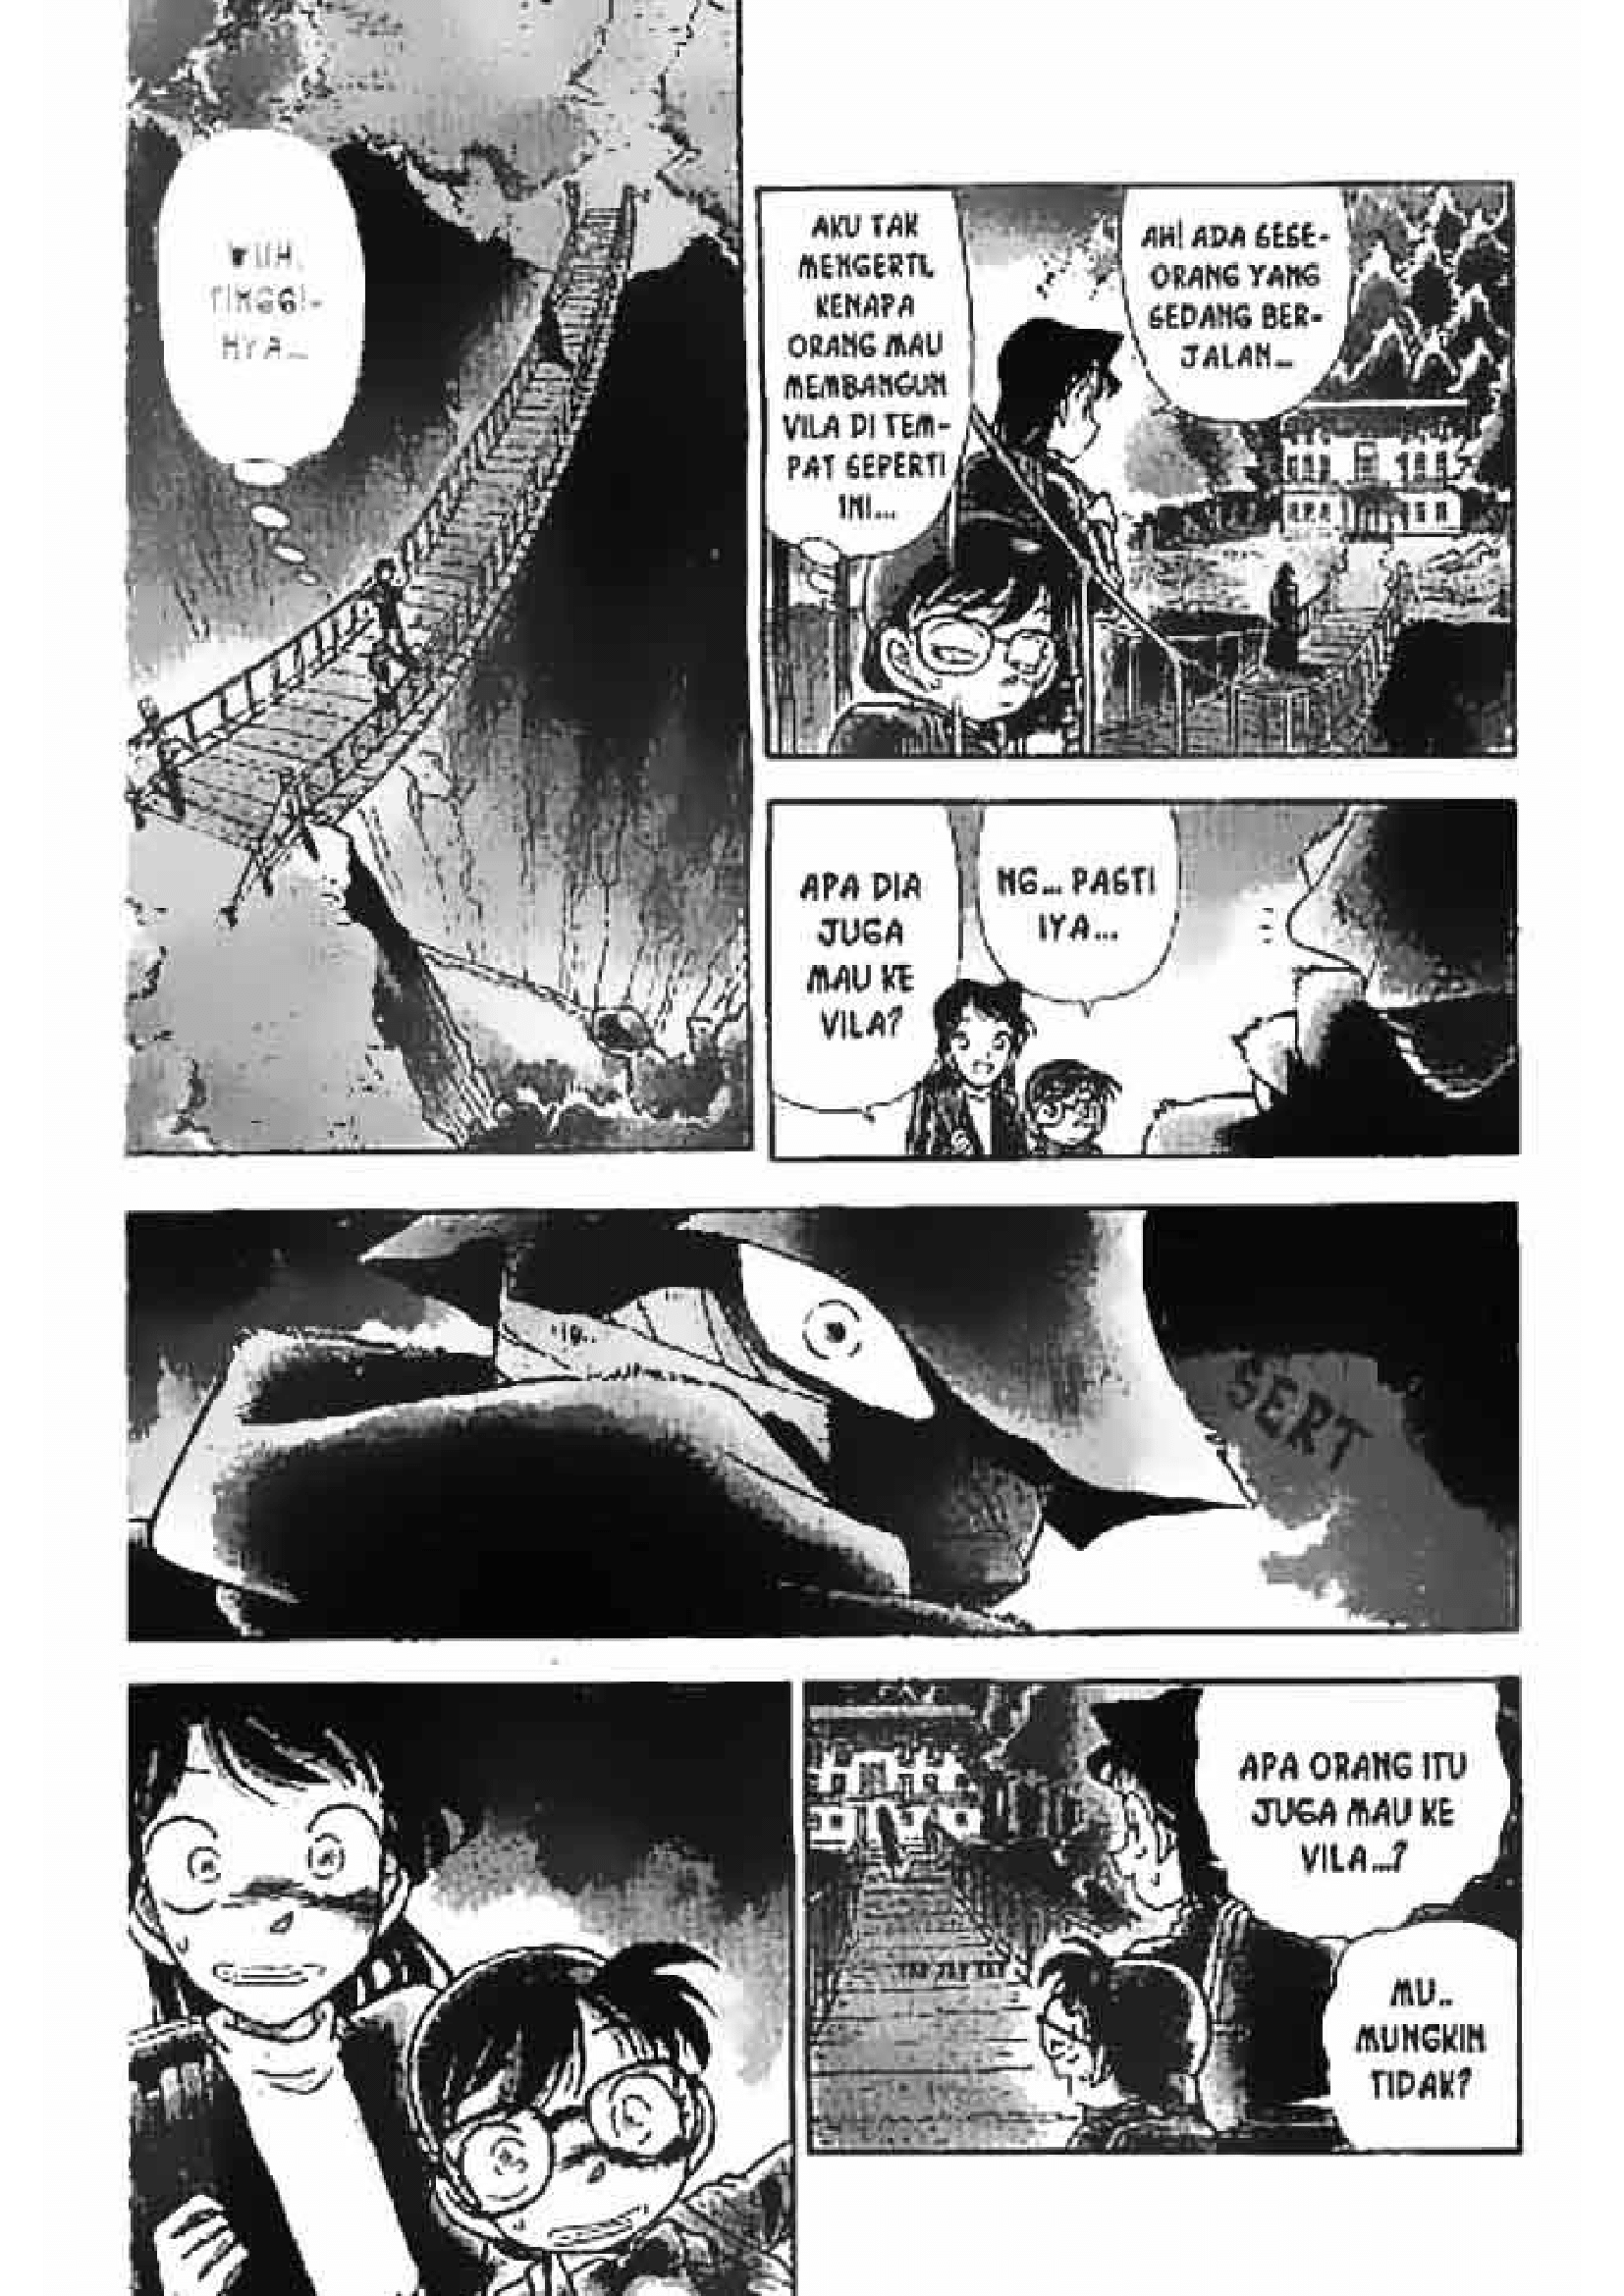 AH! ADA SESE-
ORANG YANG
SEDANG BER-
JALAN...
AKU TAK
MENGERTI,
KENAPA
ORANG MAU
MEMBANGUN
VILA DI TEM-
PAT SEPERTI
INI...
WUH,
TINGGI-
NYA...
NG... PASTI
IYA...
APA DIA
JUGA
MAU KE
VILA?
SERT
APA ORANG ITU
JUGA MAU KE
VILA...?
MU..
MUNGKIN
TIDAK?